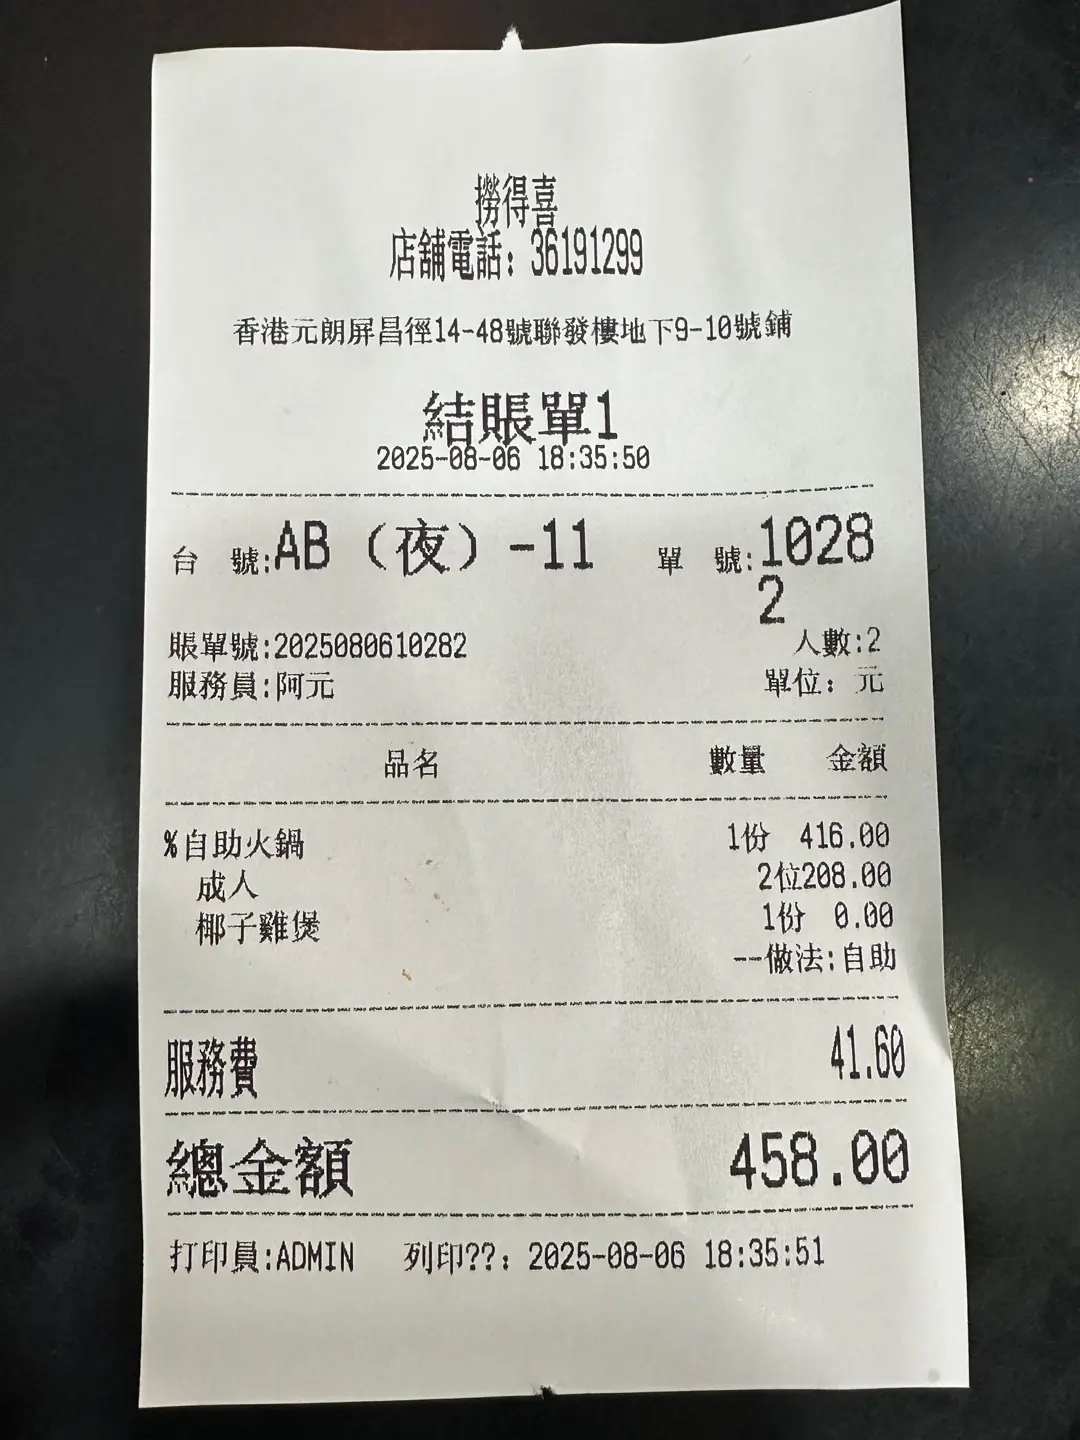 撈得喜
店舖電話：36191299
香港元朗屏昌徑14-48號聯發樓地下9-10號鋪
結賬單1
2025-08-06 18:35:50
台 號:AB（夜）-11 單 號:10282
賬單號:2025080610282 人數:2
服務員:阿元 單位：元
品名 數量 金額
%自助火鍋 1份 416.00
成人 2位208.00
椰子雞煲 1份 0.00
一做法:自助
服務費 41.60
總金額 458.00
打印員:ADMIN 列印??：2025-08-06 18:35:51